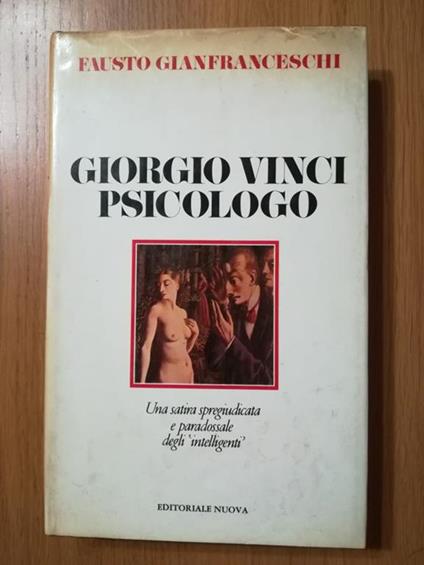 FAUSTO GIANFRANCESCHI
GIORGIO VINCI
PSICOLOGO
Una satira spregiudicata
e paradossale
degli 'intelligenti'
EDITORIALE NUOVA